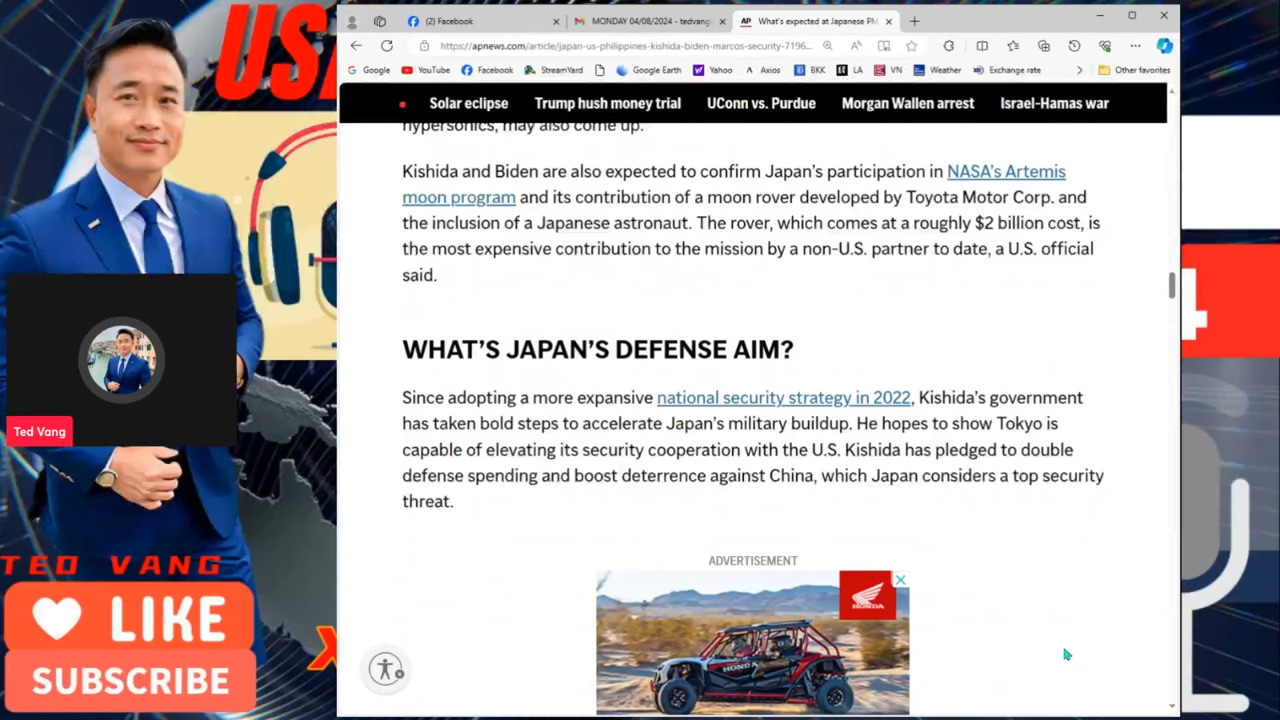 US
(2) Facebook
MONDAY 04/08/2024 - tedvang
AP What's expected at Japanese PM
https://apnews.com/article/japan-us-philippines-kishida-biden-marcos-security-7196...
Google
YouTube
Facebook
StreamYard
Google Earth
Yahoo
Axios
BKK
LA
VN
Weather
Exchange rate
Other favorites
Solar eclipse
Trump hush money trial
UConn vs. Purdue
Morgan Wallen arrest
Israel-Hamas war
hypersonics, may also come up.
Kishida and Biden are also expected to confirm Japan's participation in NASA's Artemis
moon program and its contribution of a moon rover developed by Toyota Motor Corp. and
the inclusion of a Japanese astronaut. The rover, which comes at a roughly $2 billion cost, is
the most expensive contribution to the mission by a non-U.S. partner to date, a U.S. official
said.
WHAT'S JAPAN'S DEFENSE AIM?
Since adopting a more expansive national security strategy in 2022, Kishida's government
has taken bold steps to accelerate Japan's military buildup. He hopes to show Tokyo is
capable of elevating its security cooperation with the U.S. Kishida has pledged to double
defense spending and boost deterrence against China, which Japan considers a top security
threat.
ADVERTISEMENT
HONDA
HONDA
Ted Vang
TED VANG
LIKE
SUBSCRIBE